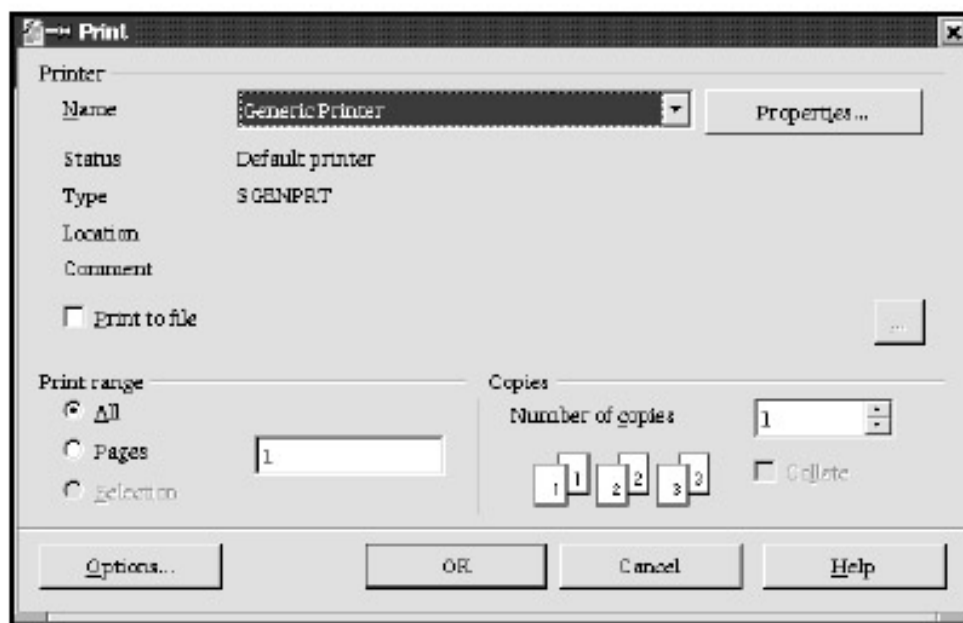 Print
Printer
Name Generic Printer Properties...
Status Default printer
Type SGENPRT
Location
Comment
Print to file ...
Print range Copies
All Number of copies 1
Pages 1
1 1 2 2 3 3 Collate
Selection
Options... OK Cancel Help